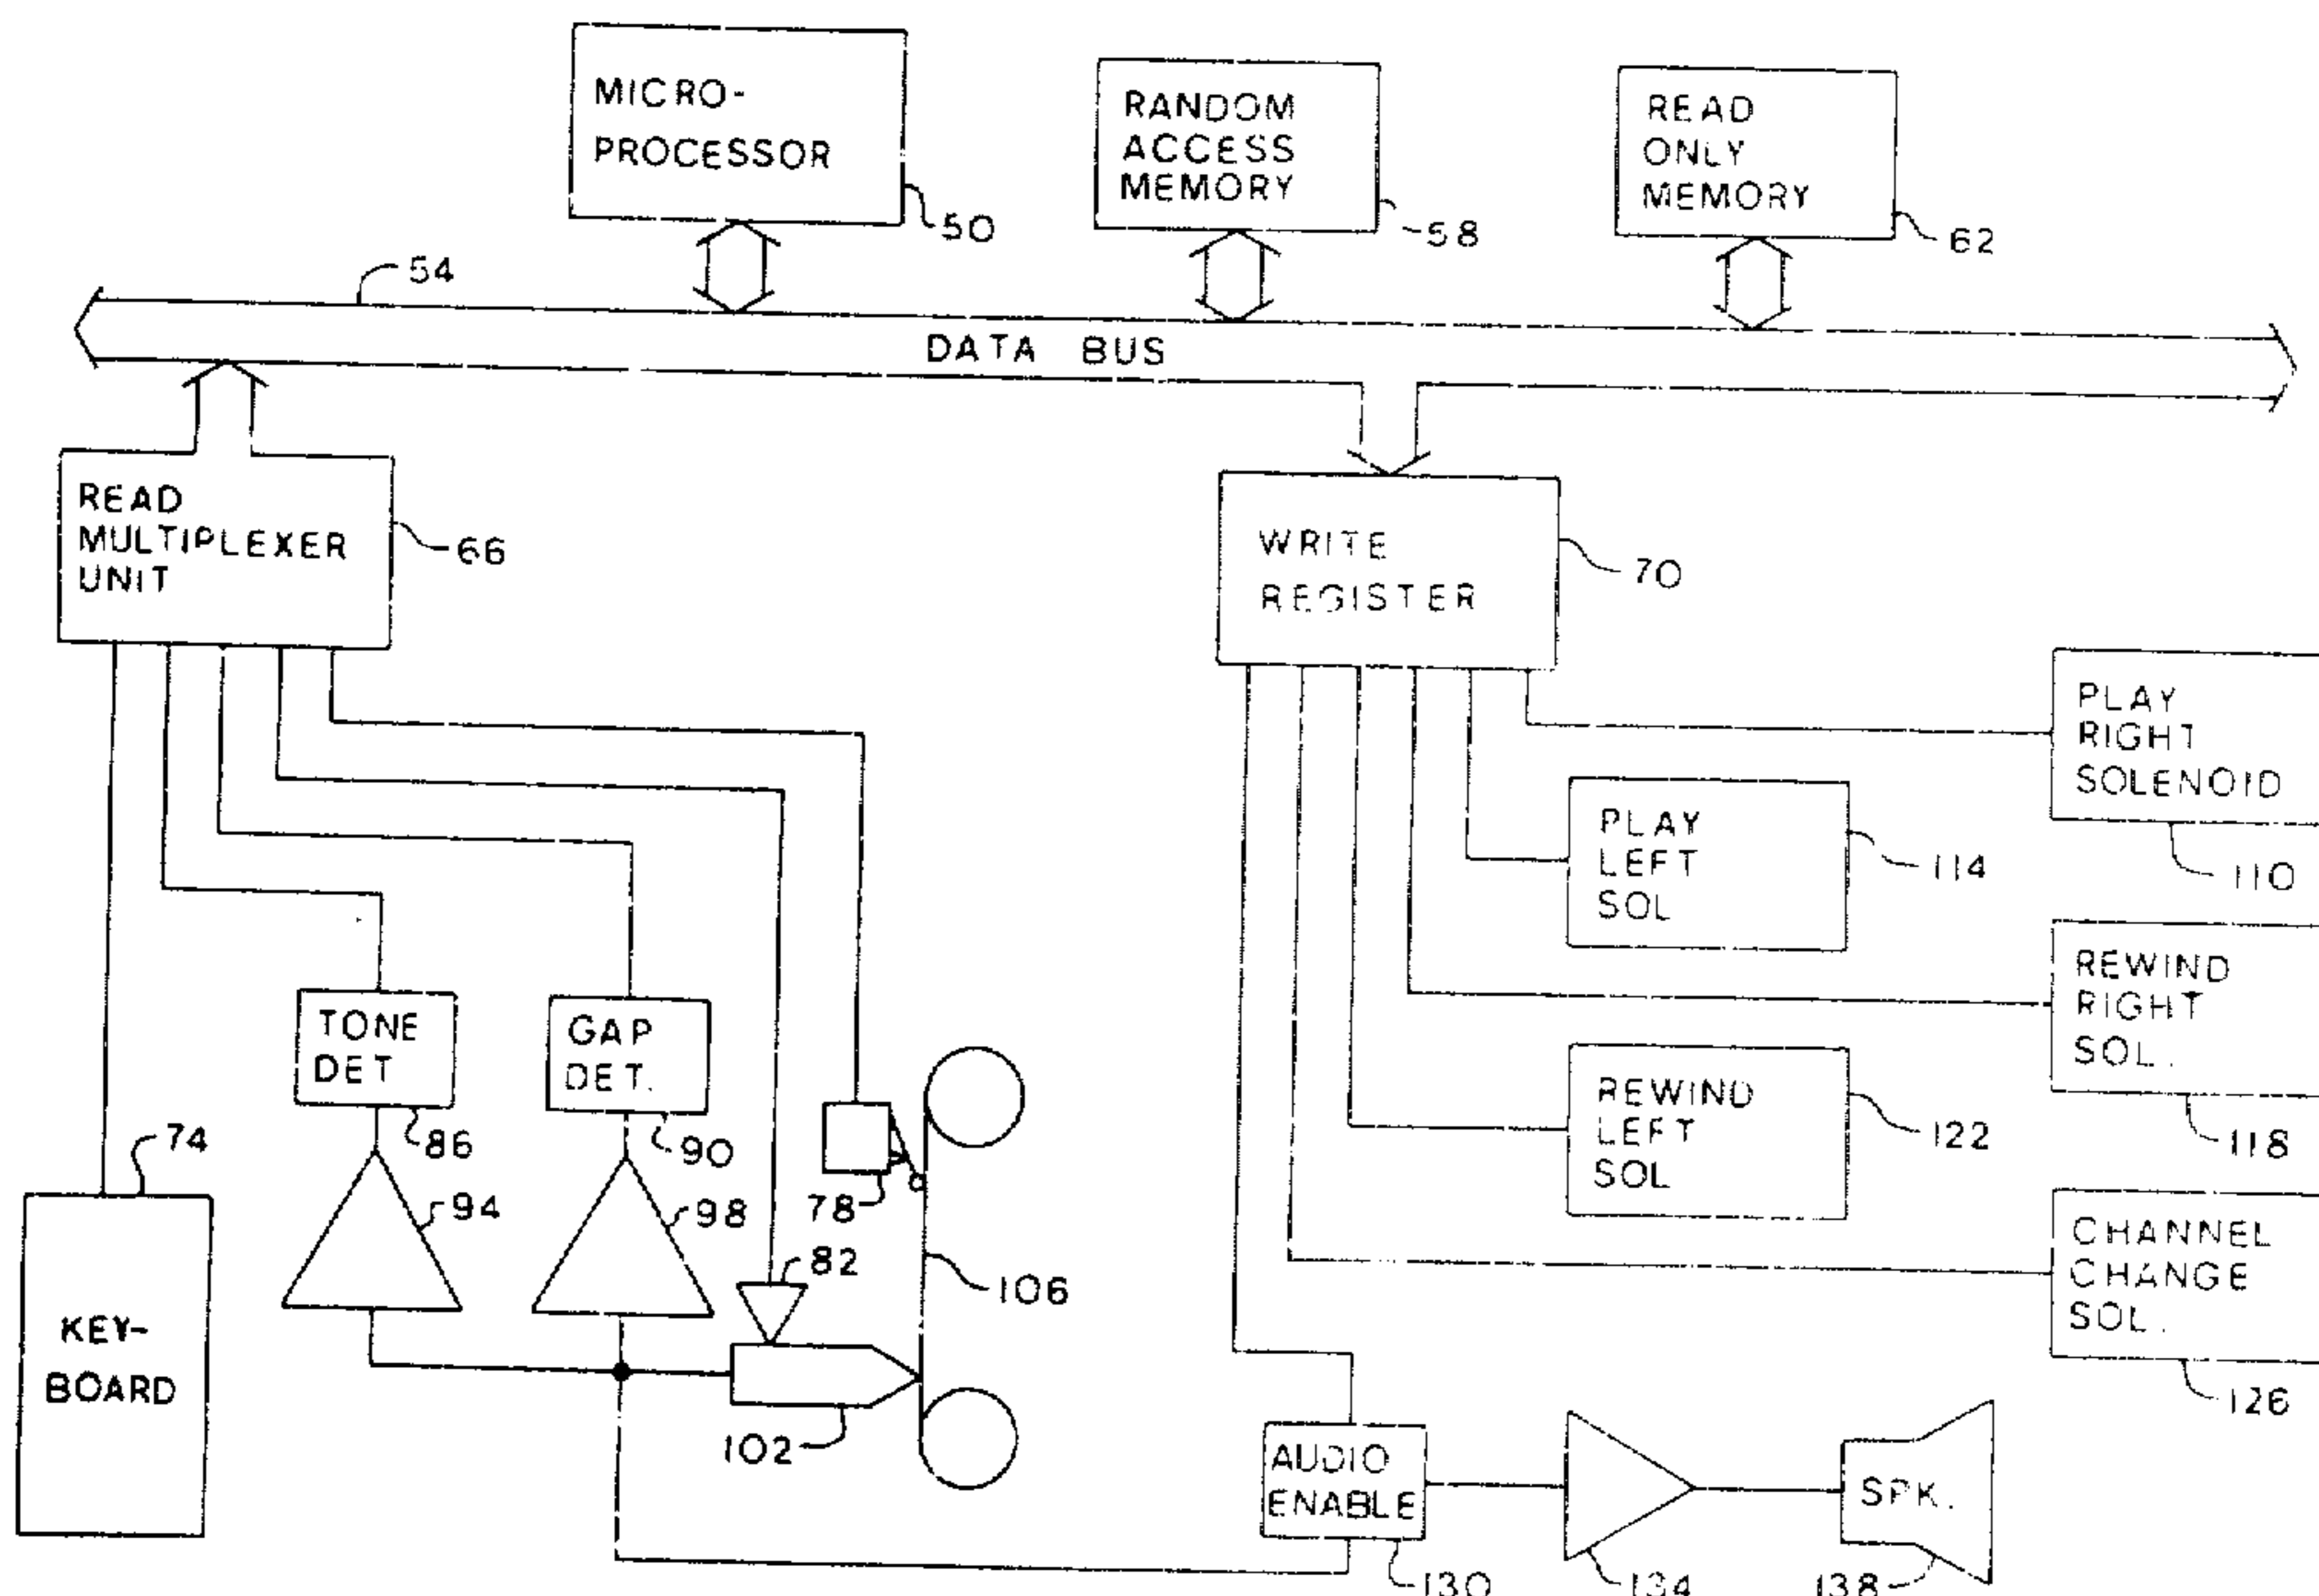 MICRO-
PROCESSOR
50
RANDOM
ACCESS
MEMORY
58
READ
ONLY
MEMORY
62
54
DATA BUS
READ
MULTIPLEXER
UNIT
66
WRITE
REGISTER
70
PLAY
RIGHT
SOLENOID
110
PLAY
LEFT
SOL
114
REWIND
RIGHT
SOL.
118
REWIND
LEFT
SOL
122
CHANNEL
CHANGE
SOL.
126
TONE
DET
86
GAP
DET.
90
74
94
98
78
82
106
KEY-
BOARD
102
AUDIO
ENABLE
130
134
SPK.
138